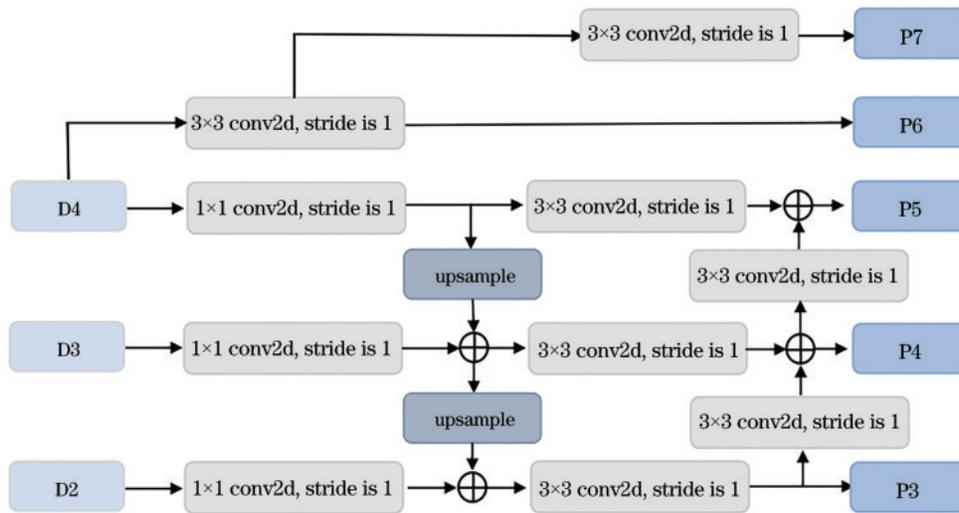 3×3 conv2d, stride is 1
P7
3×3 conv2d, stride is 1
P6
D4
1×1 conv2d, stride is 1
3×3 conv2d, stride is 1
P5
upsample
3×3 conv2d, stride is 1
D3
1×1 conv2d, stride is 1
3×3 conv2d, stride is 1
P4
upsample
3×3 conv2d, stride is 1
D2
1×1 conv2d, stride is 1
3×3 conv2d, stride is 1
P3